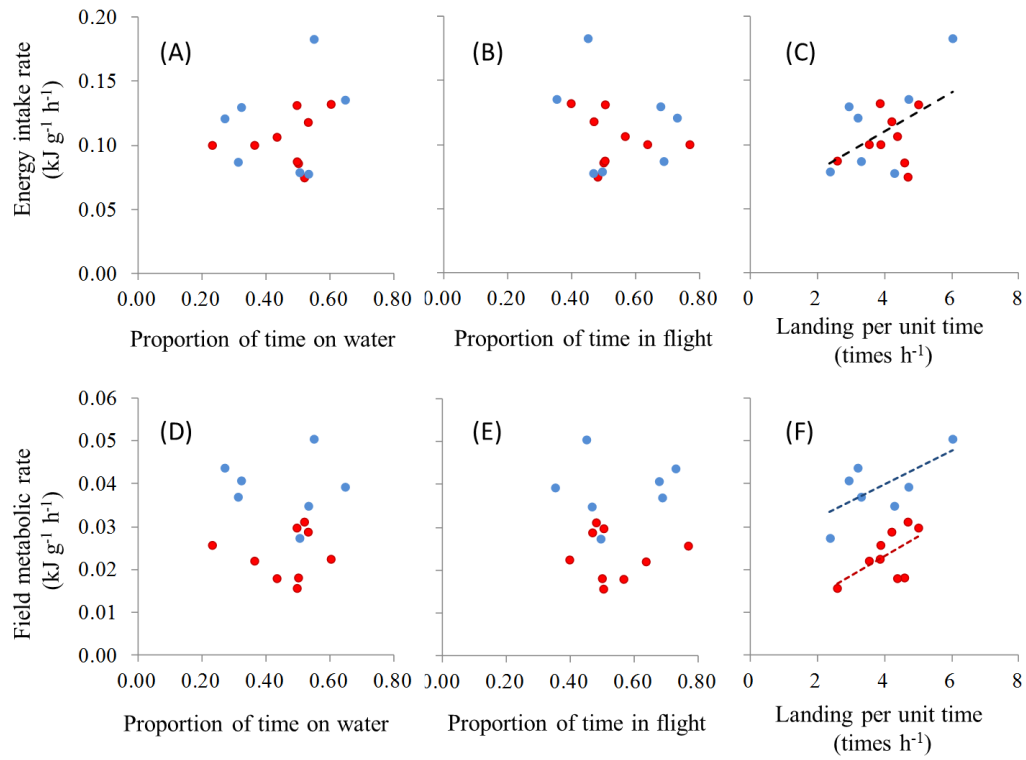 (A) (B) (C)
Energy intake rate
(kJ g-1 h-1)
0.20
0.15
0.10
0.05
0.00
0.00 0.20 0.40 0.60 0.80 0.00 0.20 0.40 0.60 0.80 0 2 4 6 8
Proportion of time on water Proportion of time in flight Landing per unit time
(times h-1)
(D) (E) (F)
Field metabolic rate
(kJ g-1 h-1)
0.06
0.05
0.04
0.03
0.02
0.01
0.00
0.00 0.20 0.40 0.60 0.80 0.00 0.20 0.40 0.60 0.80 0 2 4 6 8
Proportion of time on water Proportion of time in flight Landing per unit time
(times h-1)